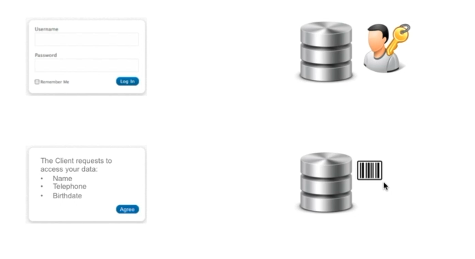 Username
Password
Remember Me
Log In
The Client requests to
access your data:
• Name
• Telephone
• Birthdate
Agree